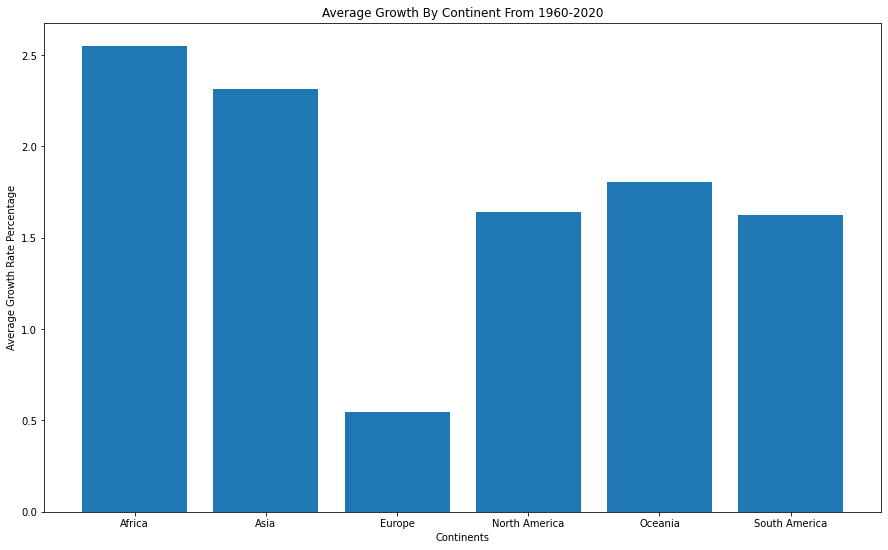 Average Growth By Continent From 1960-2020
Average Growth Rate Percentage
2.5
2.0
1.5
1.0
0.5
0.0
Africa
Asia
Europe
North America
Oceania
South America
Continents